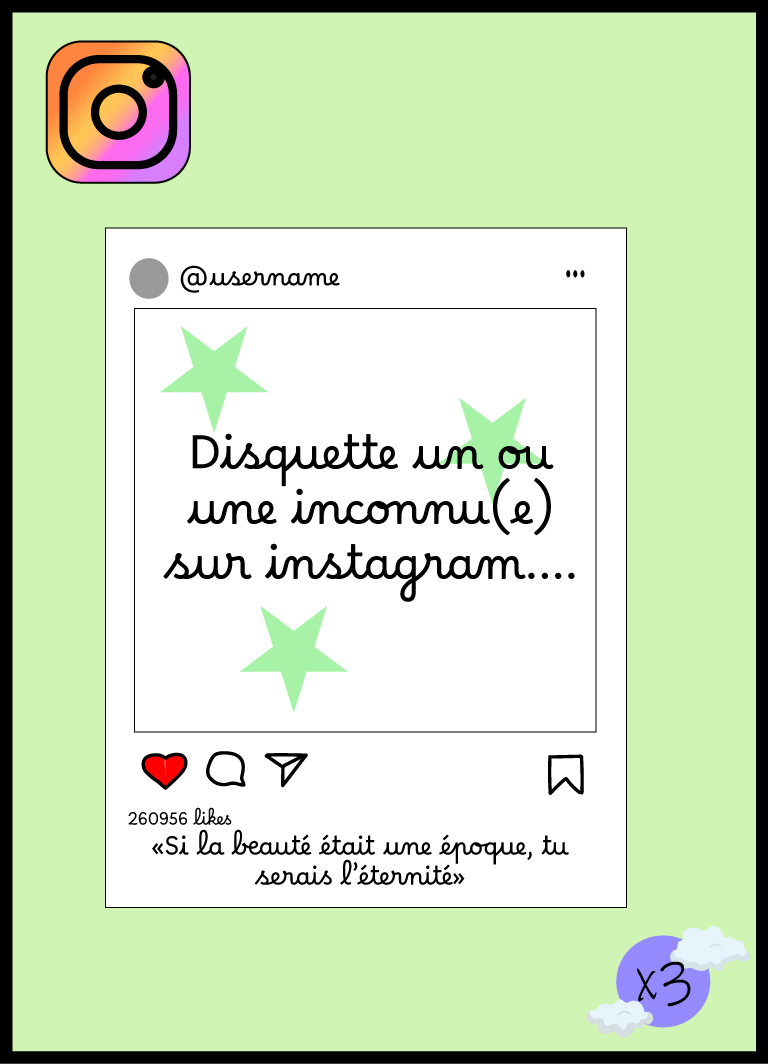 @username
Disquette un ou
une inconnu(e)
sur instagram....
260956 likes
«Si la beauté était une époque, tu
serais l'éternité»
x3